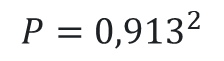 P = 0,913²